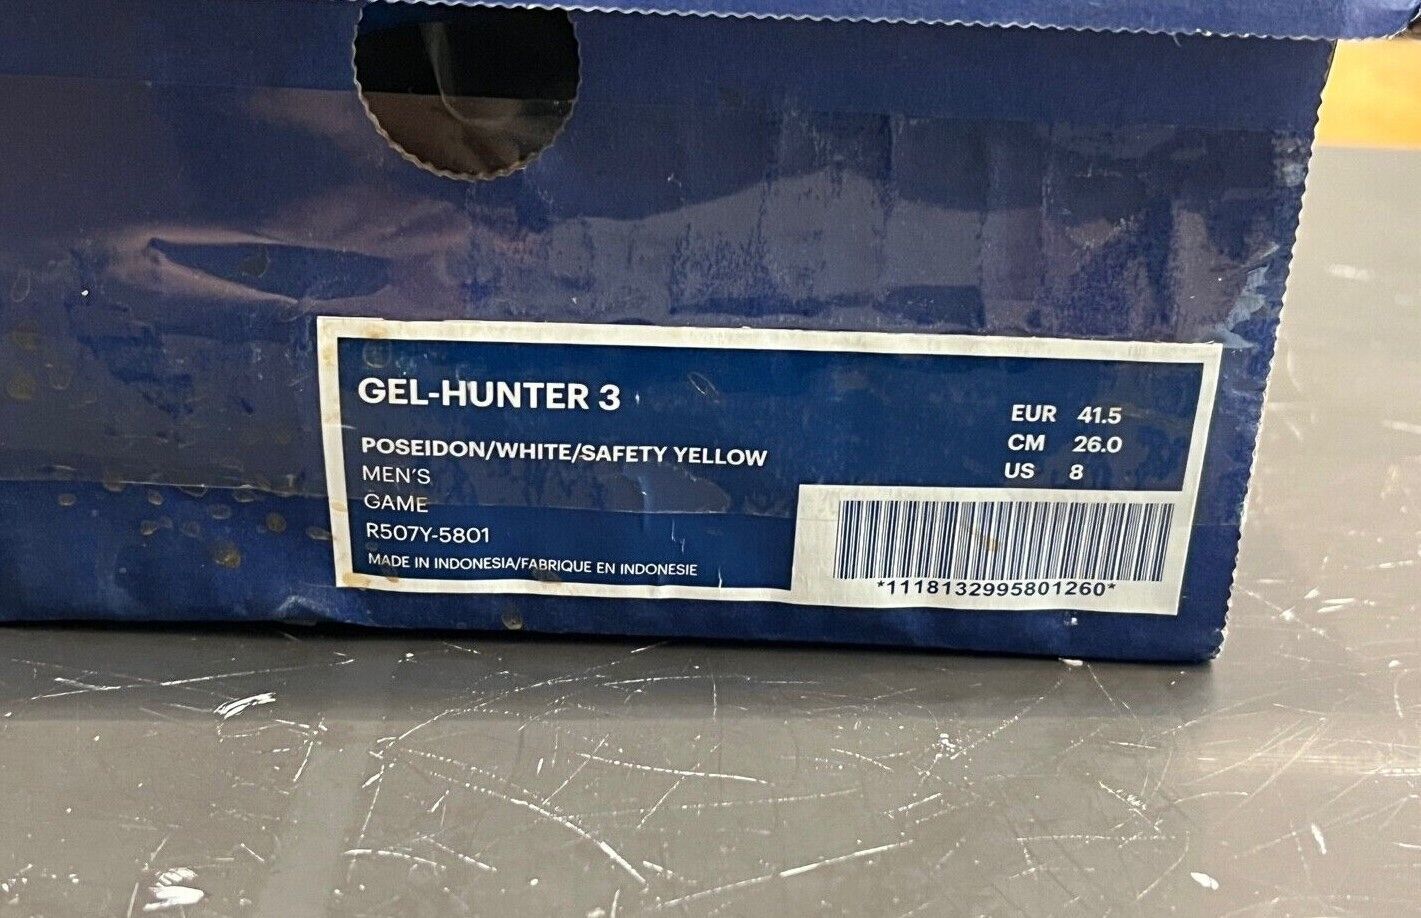 GEL-HUNTER 3
POSEIDON/WHITE/SAFETY YELLOW
MEN'S
GAME
R507Y-5801
MADE IN INDONESIA/FABRIQUE EN INDONESIE
EUR 41.5
CM 26.0
US 8
*1118132995801260*